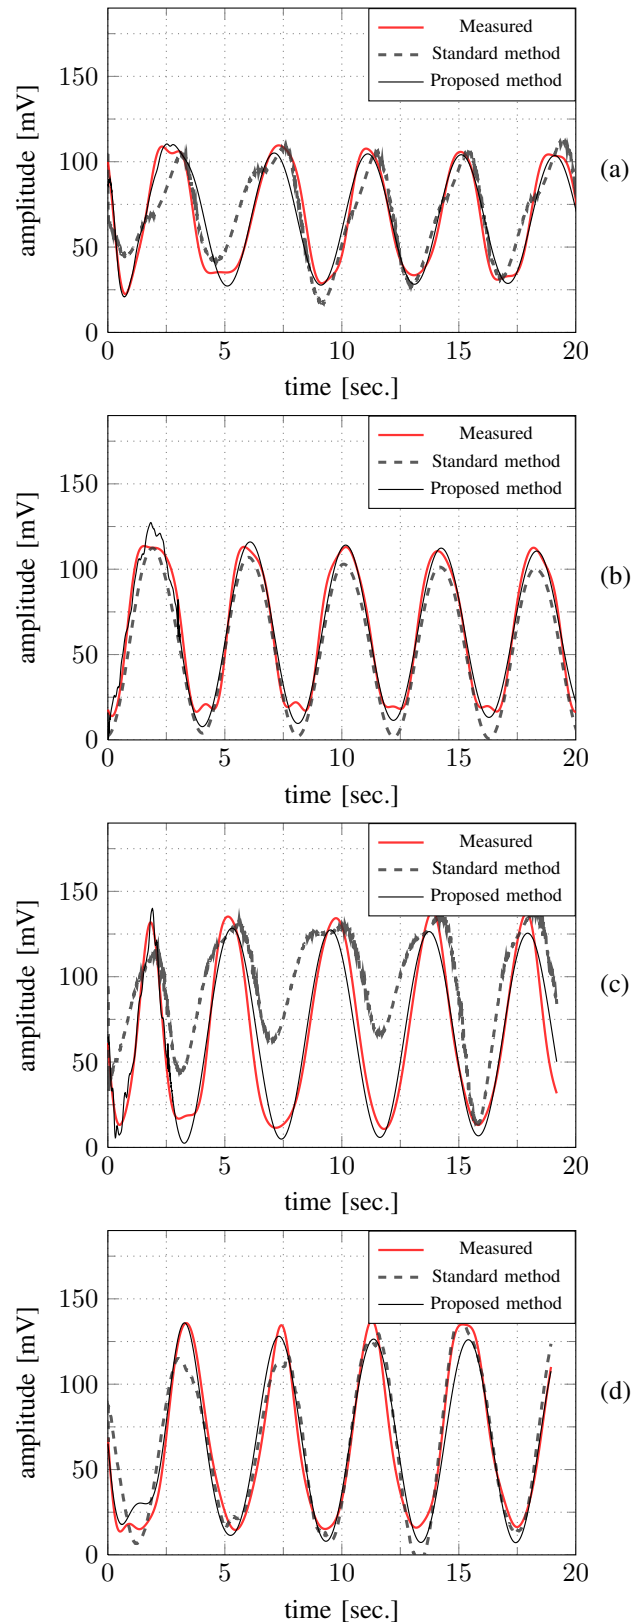 Measured
Standard method
Proposed method
150
100
50
0
amplitude [mV]
(a)
0 5 10 15 20
time [sec.]
Measured
Standard method
Proposed method
150
100
50
0
amplitude [mV]
(b)
0 5 10 15 20
time [sec.]
Measured
Standard method
Proposed method
150
100
50
0
amplitude [mV]
(c)
0 5 10 15 20
time [sec.]
Measured
Standard method
Proposed method
150
100
50
0
amplitude [mV]
(d)
0 5 10 15 20
time [sec.]